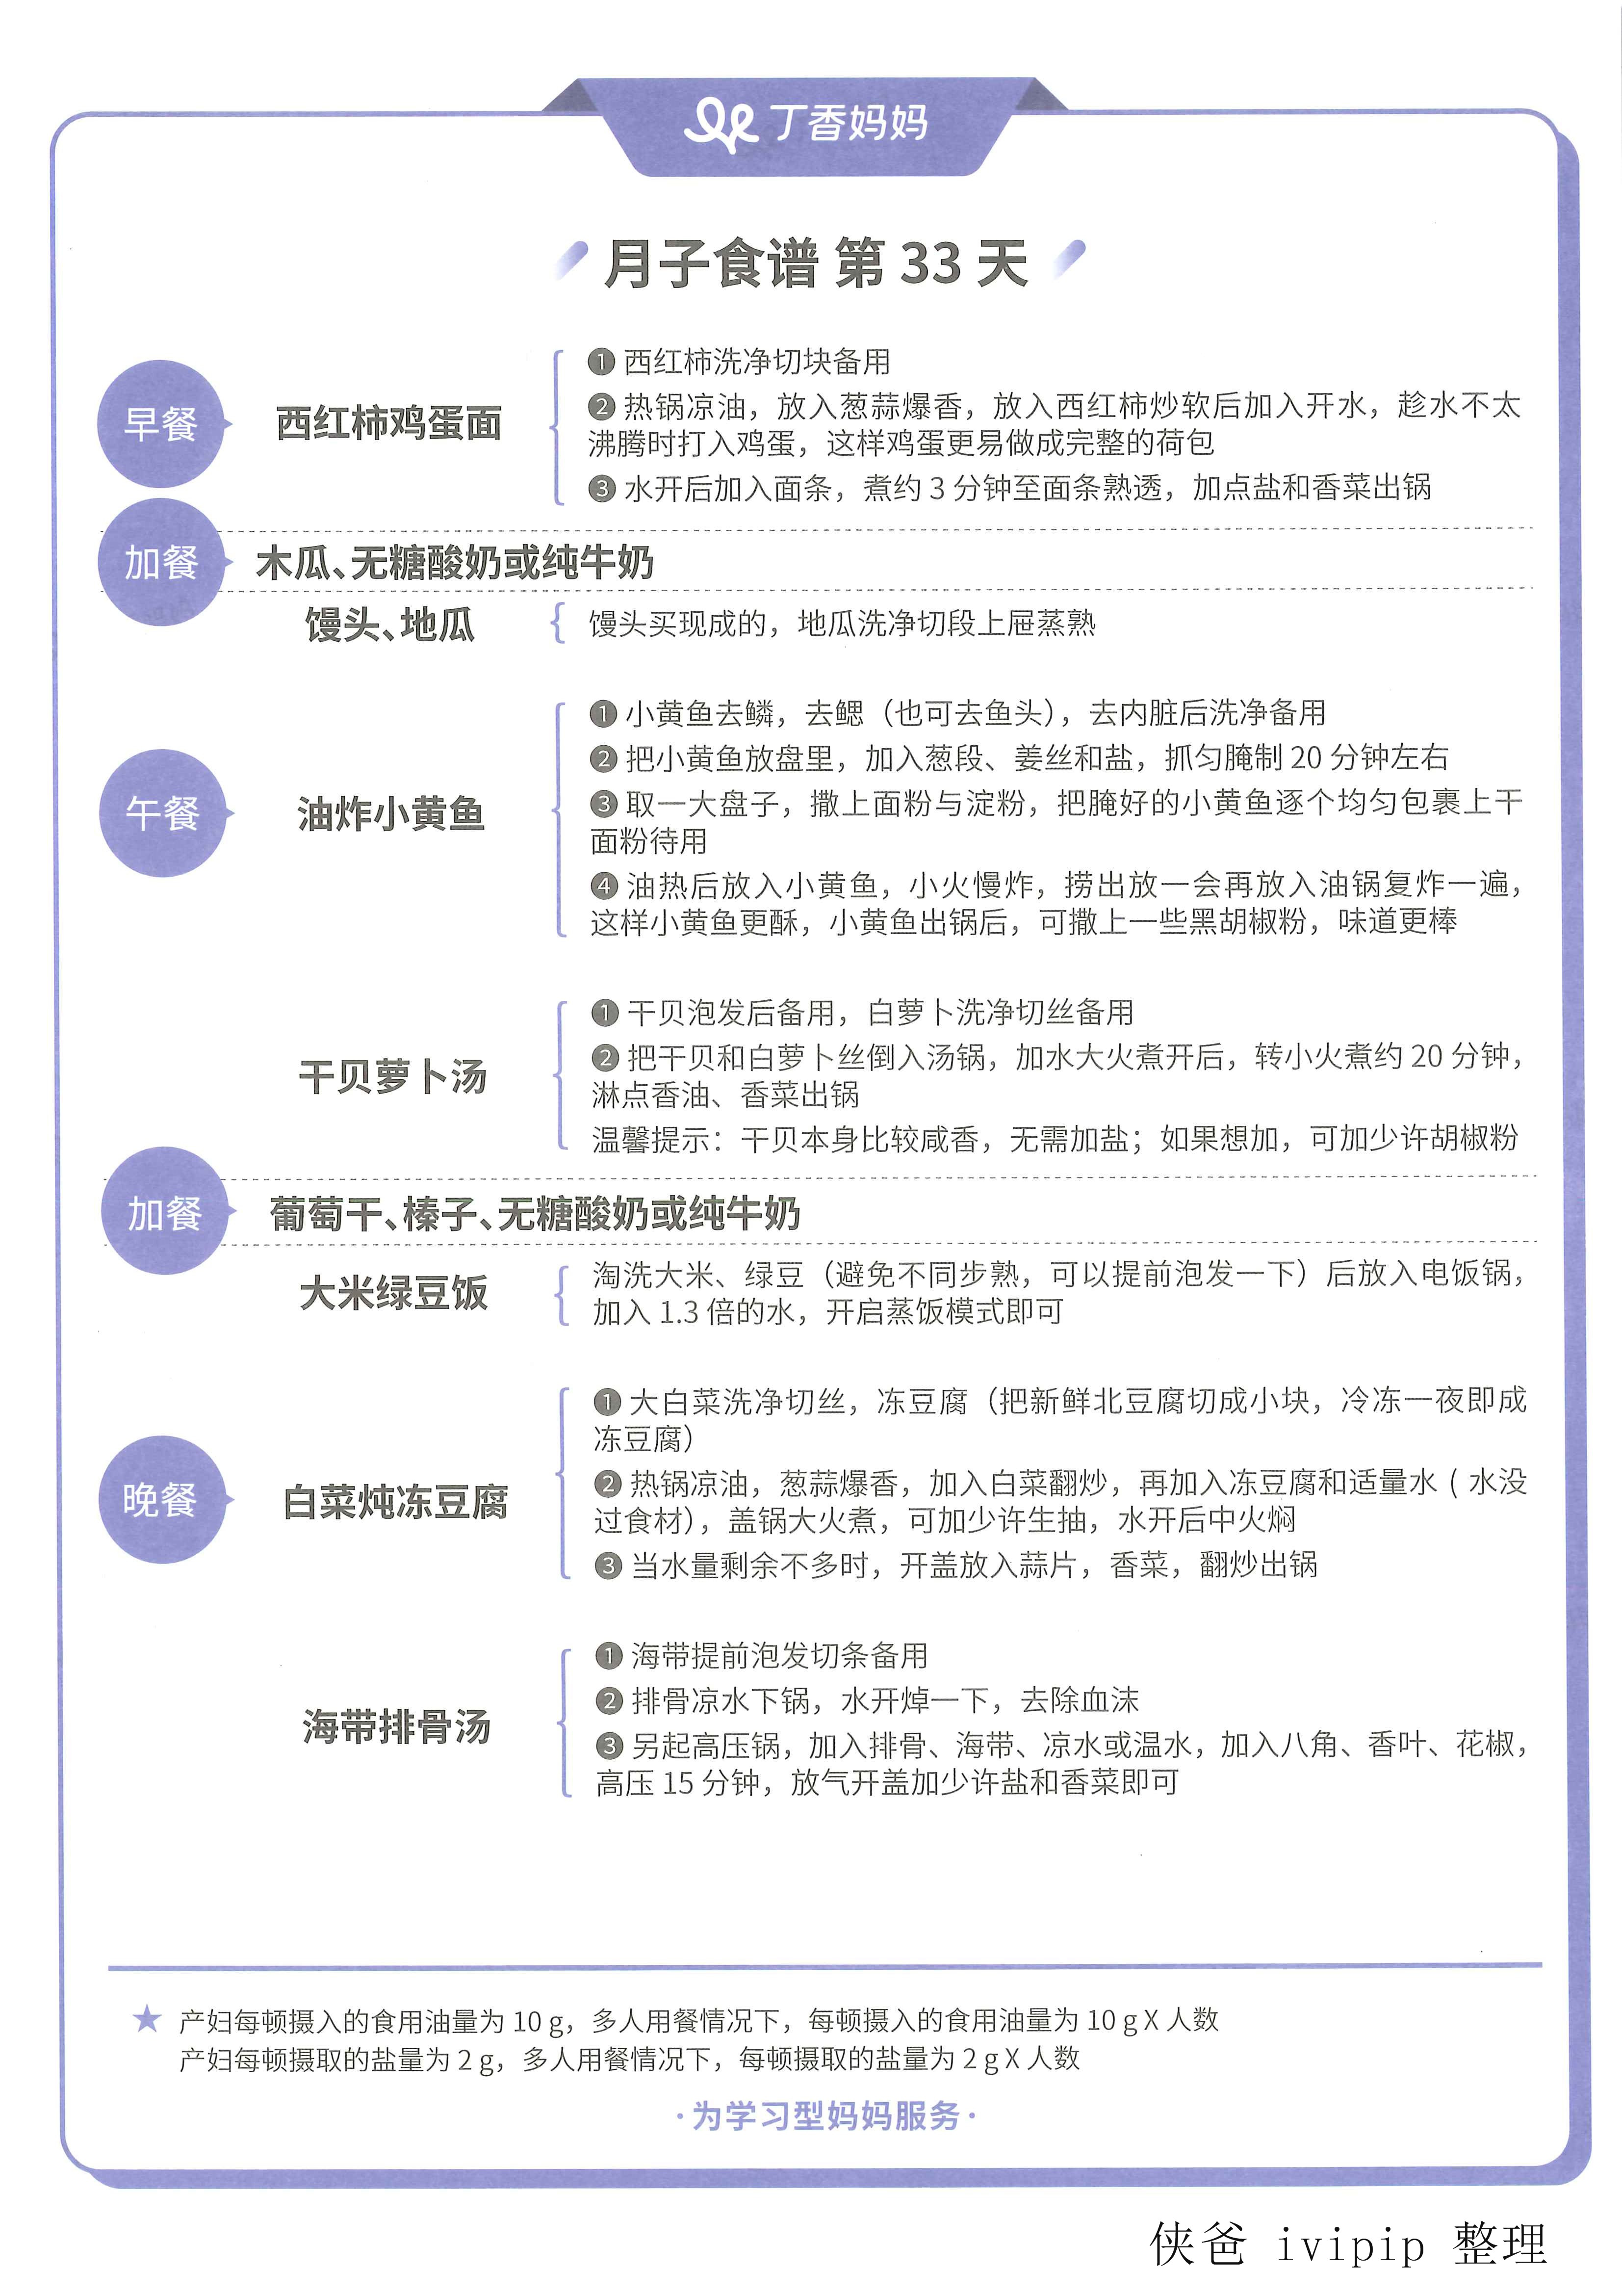 丁香妈妈
月子食谱 第 33 天
早餐
西红柿鸡蛋面
❶ 西红柿洗净切块备用
❷ 热锅凉油，放入葱蒜爆香，放入西红柿炒软后加入开水，趁水不太
沸腾时打入鸡蛋，这样鸡蛋更易做成完整的荷包
❸ 水开后加入面条，煮约 3 分钟至面条熟透，加点盐和香菜出锅
加餐
木瓜、无糖酸奶或纯牛奶
午餐
馒头、地瓜
馒头买现成的，地瓜洗净切段上屉蒸熟
油炸小黄鱼
❶ 小黄鱼去鳞，去鳃（也可去鱼头），去内脏后洗净备用
❷ 把小黄鱼放盘里，加入葱段、姜丝和盐，抓匀腌制 20 分钟左右
❸ 取一大盘子，撒上面粉与淀粉，把腌好的小黄鱼逐个均匀包裹上干
面粉待用
❹ 油热后放入小黄鱼，小火慢炸，捞出放一会再放入油锅复炸一遍，
这样小黄鱼更酥，小黄鱼出锅后，可撒上一些黑胡椒粉，味道更棒
干贝萝卜汤
❶ 干贝泡发后备用，白萝卜洗净切丝备用
❷ 把干贝和白萝卜丝倒入汤锅，加水大火煮开后，转小火煮约 20 分钟，
淋点香油、香菜出锅
温馨提示：干贝本身比较咸香，无需加盐；如果想加，可加少许胡椒粉
加餐
葡萄干、榛子、无糖酸奶或纯牛奶
晚餐
大米绿豆饭
淘洗大米、绿豆（避免不同步熟，可以提前泡发一下）后放入电饭锅，
加入 1.3 倍的水，开启蒸饭模式即可
白菜炖冻豆腐
❶ 大白菜洗净切丝，冻豆腐（把新鲜北豆腐切成小块，冷冻一夜即成
冻豆腐）
❷ 热锅凉油，葱蒜爆香，加入白菜翻炒，再加入冻豆腐和适量水 ( 水没
过食材），盖锅大火煮，可加少许生抽，水开后中火焖
❸ 当水量剩余不多时，开盖放入蒜片，香菜，翻炒出锅
海带排骨汤
❶ 海带提前泡发切条备用
❷ 排骨凉水下锅，水开焯一下，去除血沫
❸ 另起高压锅，加入排骨、海带、凉水或温水，加入八角、香叶、花椒，
高压 15 分钟，放气开盖加少许盐和香菜即可
★ 产妇每顿摄入的食用油量为 10 g，多人用餐情况下，每顿摄入的食用油量为 10 g X 人数
产妇每顿摄取的盐量为 2 g，多人用餐情况下，每顿摄取的盐量为 2 g X 人数
·为学习型妈妈服务·
侠爸 ivipip 整理